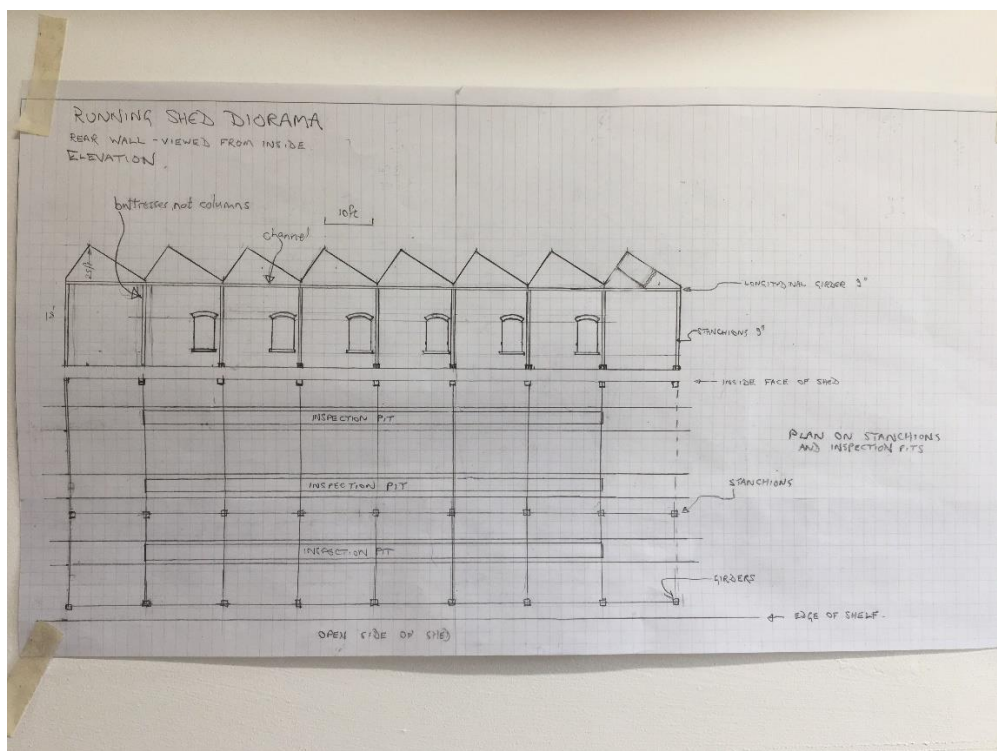 RUNNING SHED DIORAMA
REAR WALL - VIEWED FROM INSIDE
ELEVATION
buttresses, not columns
10ft
channel
25ft
LONGITUDINAL GIRDER 9"
STANCHIONS 9"
INSIDE FACE OF SHED
INSPECTION PIT
PLAN ON STANCHIONS
AND INSPECTION PITS
INSPECTION PIT
STANCHIONS
INSPECTION PIT
GIRDERS
EDGE OF SHELF.
OPEN SIDE ON SHED